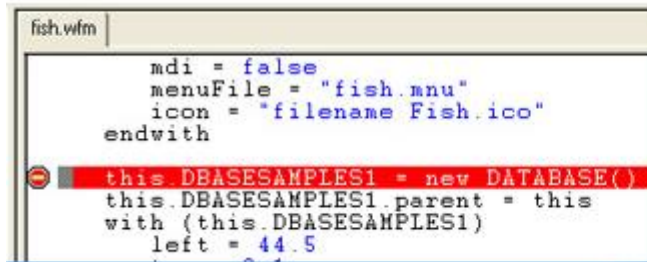 fish.wfm
mdi = false
menuFile = "fish.mnu"
icon = "filename Fish.ico"
endwith
this.DBASESAMPLES1 = new DATABASE()
this.DBASESAMPLES1.parent = this
with (this.DBASESAMPLES1)
left = 44.5